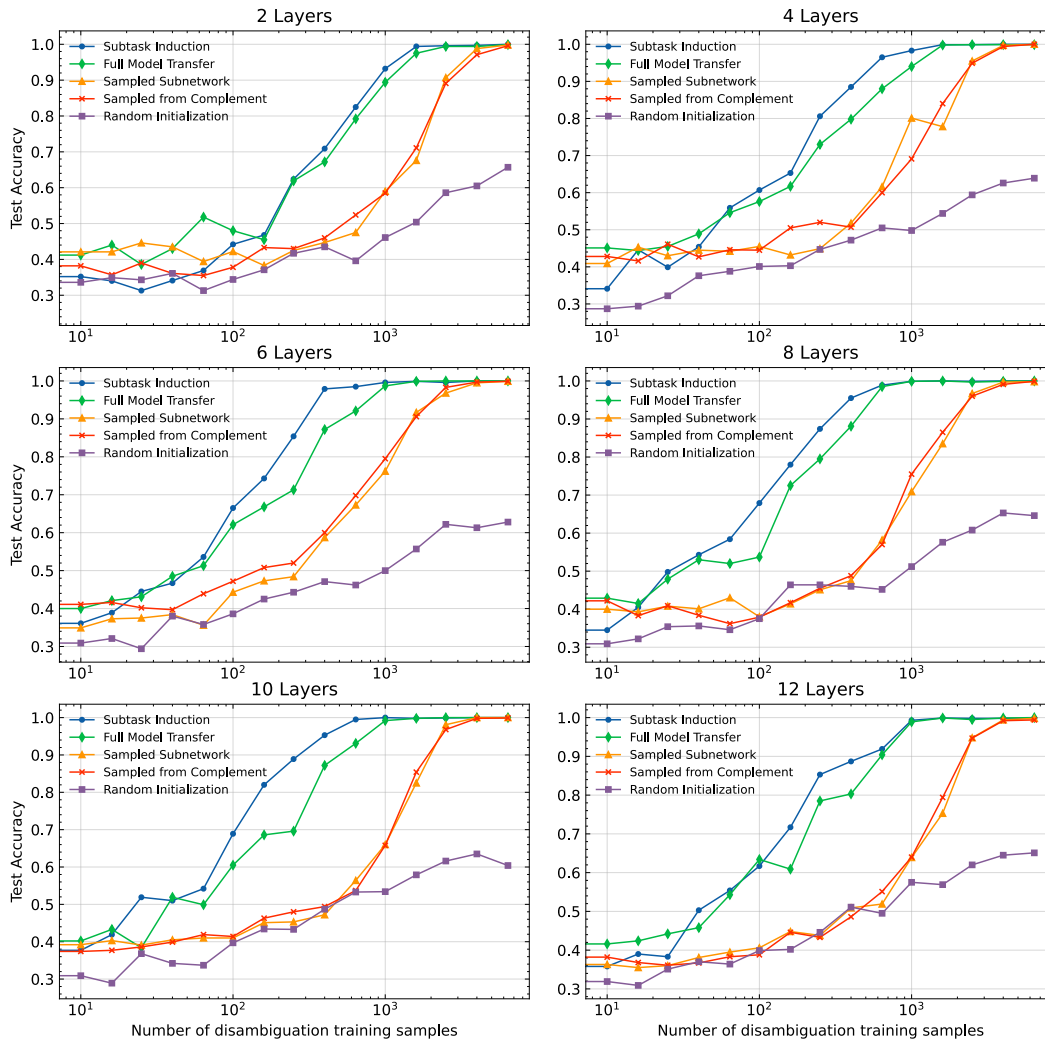 2 Layers
Test Accuracy
1.0
0.9
0.8
0.7
0.6
0.5
0.4
0.3
Subtask Induction
Full Model Transfer
Sampled Subnetwork
Sampled from Complement
Random Initialization
10¹
10²
10³
4 Layers
1.0
0.9
0.8
0.7
0.6
0.5
0.4
0.3
Subtask Induction
Full Model Transfer
Sampled Subnetwork
Sampled from Complement
Random Initialization
10¹
10²
10³
6 Layers
Test Accuracy
1.0
0.9
0.8
0.7
0.6
0.5
0.4
0.3
Subtask Induction
Full Model Transfer
Sampled Subnetwork
Sampled from Complement
Random Initialization
10¹
10²
10³
8 Layers
1.0
0.9
0.8
0.7
0.6
0.5
0.4
0.3
Subtask Induction
Full Model Transfer
Sampled Subnetwork
Sampled from Complement
Random Initialization
10¹
10²
10³
10 Layers
Test Accuracy
1.0
0.9
0.8
0.7
0.6
0.5
0.4
0.3
Subtask Induction
Full Model Transfer
Sampled Subnetwork
Sampled from Complement
Random Initialization
10¹
10²
10³
Number of disambiguation training samples
12 Layers
1.0
0.9
0.8
0.7
0.6
0.5
0.4
0.3
Subtask Induction
Full Model Transfer
Sampled Subnetwork
Sampled from Complement
Random Initialization
10¹
10²
10³
Number of disambiguation training samples